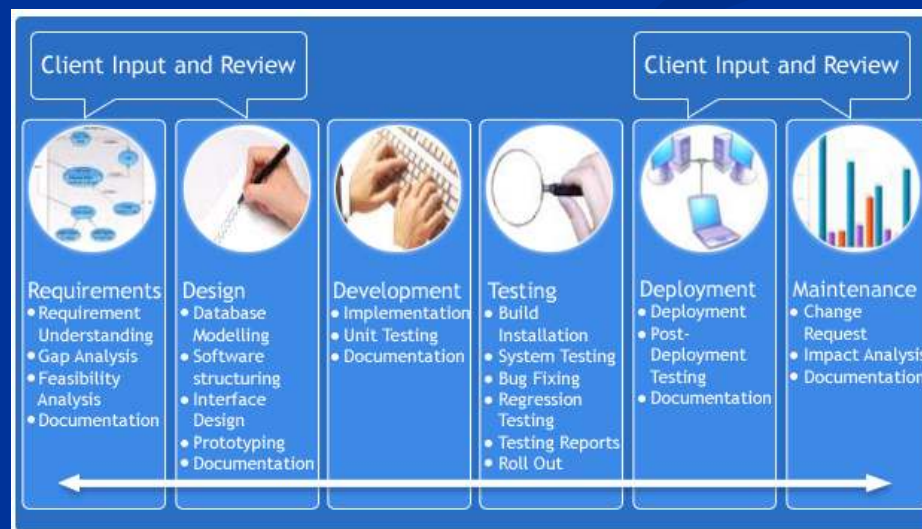 Client Input and Review
Client Input and Review
Requirements
• Requirement
Understanding
• Gap Analysis
• Feasibility
Analysis
• Documentation
Design
• Database
Modelling
• Software
structuring
• Interface
Design
• Prototyping
• Documentation
Development
• Implementation
• Unit Testing
• Documentation
Testing
• Build
Installation
• System Testing
• Bug Fixing
• Regression
Testing
• Testing Reports
• Roll Out
Deployment
• Deployment
• Post-
Deployment
Testing
• Documentation
Maintenance
• Change
Request
• Impact Analysis
• Documentation